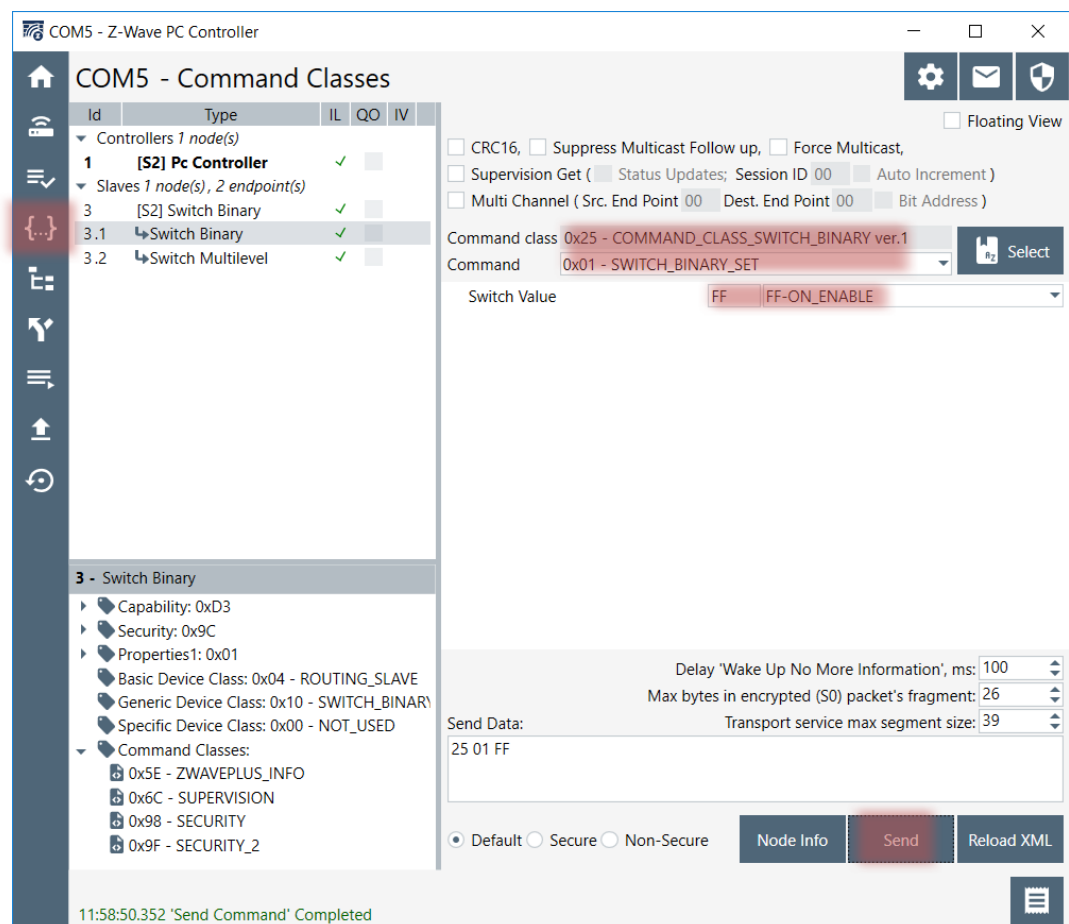 COM5 - Z-Wave PC Controller
COM5 - Command Classes
Id Type IL QO IV
Controllers 1 node(s)
1 [S2] Pc Controller
Slaves 1 node(s), 2 endpoint(s)
3 [S2] Switch Binary
3.1 Switch Binary
3.2 Switch Multilevel
3 - Switch Binary
Capability: 0xD3
Security: 0x9C
Properties1: 0x01
Basic Device Class: 0x04 - ROUTING_SLAVE
Generic Device Class: 0x10 - SWITCH_BINARY
Specific Device Class: 0x00 - NOT_USED
Command Classes:
0x5E - ZWAVEPLUS_INFO
0x6C - SUPERVISION
0x98 - SECURITY
0x9F - SECURITY_2
Floating View
CRC16, Suppress Multicast Follow up, Force Multicast,
Supervision Get ( Status Updates; Session ID 00 Auto Increment )
Multi Channel ( Src. End Point 00 Dest. End Point 00 Bit Address )
Command class 0x25 - COMMAND_CLASS_SWITCH_BINARY ver.1
Command 0x01 - SWITCH_BINARY_SET
Select
Switch Value FF FF-ON_ENABLE
Delay 'Wake Up No More Information', ms: 100
Max bytes in encrypted (S0) packet's fragment: 26
Send Data: Transport service max segment size: 39
25 01 FF
Default Secure Non-Secure Node Info Send Reload XML
11:58:50.352 'Send Command' Completed